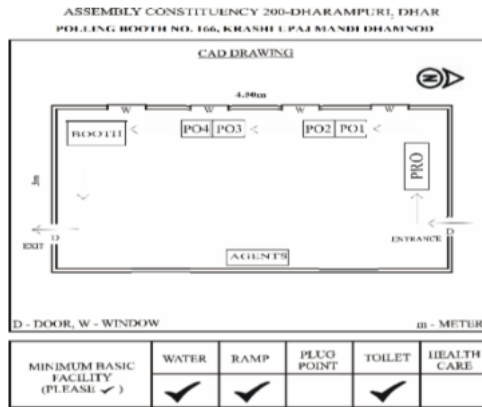 ASSEMBLY CONSTITUENCY 200-DHARAMPURI, DHAR
POLLING BOOTH NO. 166, KRASHI UPAJ MANDI DHAMNOD
CAD DRAWING
N
4.50m
W W W W
BOOTH PO4 PO3 PO2 PO1
PRO
3m
D D
EXIT ENTRANCE
AGENTS
D - DOOR, W - WINDOW m - METER
MINIMUM BASIC FACILITY (PLEASE ✓) WATER RAMP PLUG POINT TOILET HEALTH CARE
✓ ✓ ✓